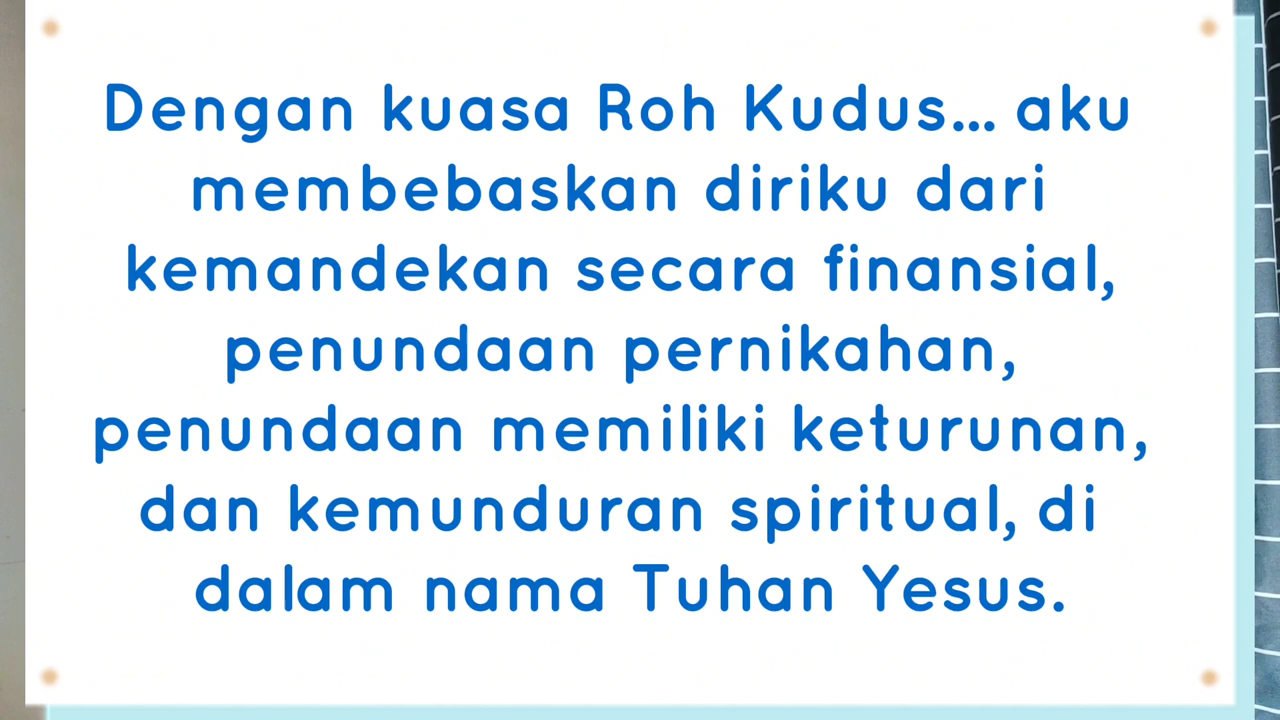 Dengan kuasa Roh Kudus... aku
membebaskan diriku dari
kemandekan secara finansial,
penundaan pernikahan,
penundaan memiliki keturunan,
dan kemunduran spiritual, di
dalam nama Tuhan Yesus.